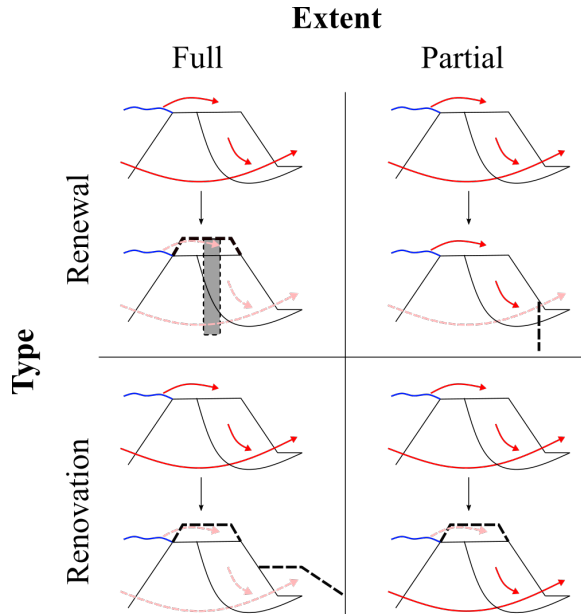 Extent
Full
Partial
Type
Renewal
Renovation